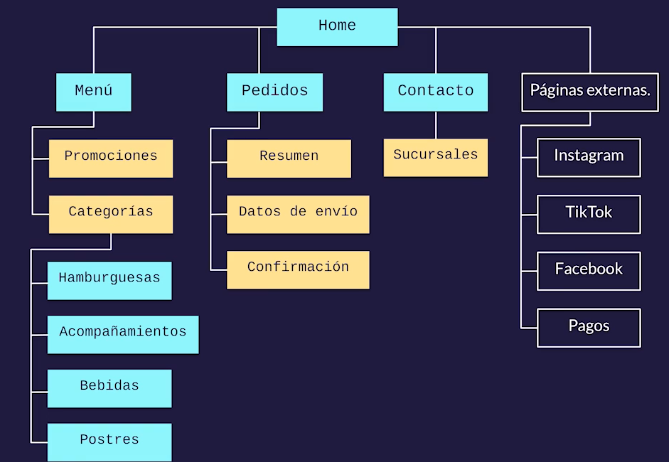 Home
Menú
Pedidos
Contacto
Páginas externas.
Promociones
Resumen
Sucursales
Instagram
Categorías
Datos de envío
TikTok
Hamburguesas
Confirmación
Facebook
Acompañamientos
Pagos
Bebidas
Postres